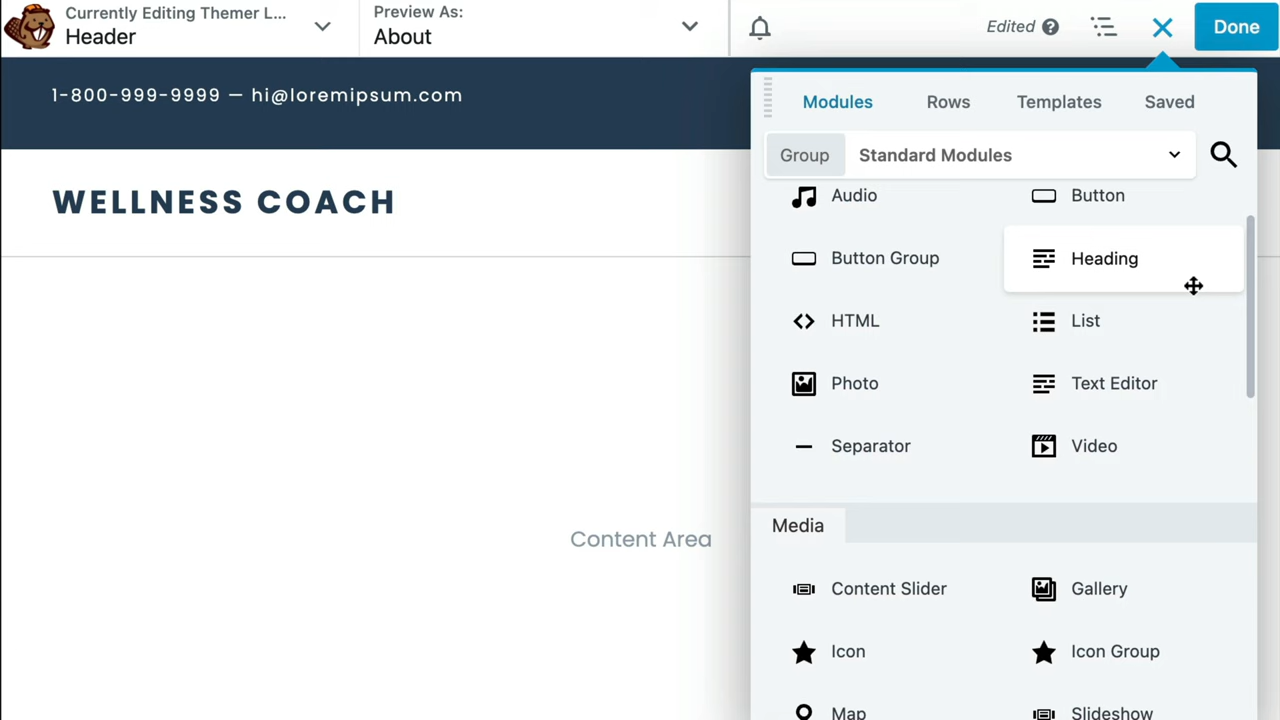 Currently Editing Themer L...
Header
Preview As:
About
Edited ?
Done
1-800-999-9999 — hi@loremipsum.com
WELLNESS COACH
Content Area
Modules Rows Templates Saved
Group Standard Modules
Audio Button
Button Group Heading
HTML List
Photo Text Editor
Separator Video
Media
Content Slider Gallery
Icon Icon Group
Map Slideshow